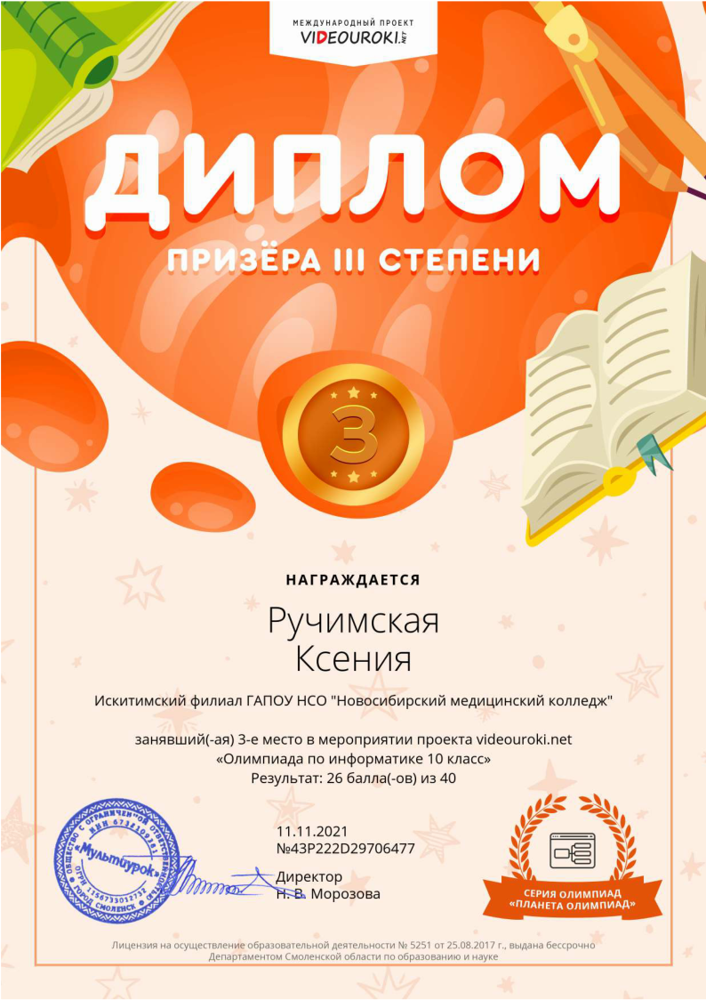 МЕЖДУНАРОДНЫЙ ПРОЕКТ
VIDEOUROKI.NET
ДИПЛОМ
ПРИЗЁРА III СТЕПЕНИ
3
НАГРАЖДАЕТСЯ
Ручимская
Ксения
Искитимский филиал ГАПОУ НСО "Новосибирский медицинский колледж"
занявший(-ая) 3-е место в мероприятии проекта videouroki.net
«Олимпиада по информатике 10 класс»
Результат: 26 балла(-ов) из 40
11.11.2021
№43P222D29706477
Директор
Н. В. Морозова
ОБЩЕСТВО С ОГРАНИЧЕННОЙ ОТВЕТСТВЕННОСТЬЮ
ИНН 6732109381
«Мультиурок»
ОГРН 1156733012732
ГОРОД СМОЛЕНСК
СЕРИЯ ОЛИМПИАД
«ПЛАНЕТА ОЛИМПИАД»
Лицензия на осуществление образовательной деятельности № 5251 от 25.08.2017 г., выдана бессрочно
Департаментом Смоленской области по образованию и науке